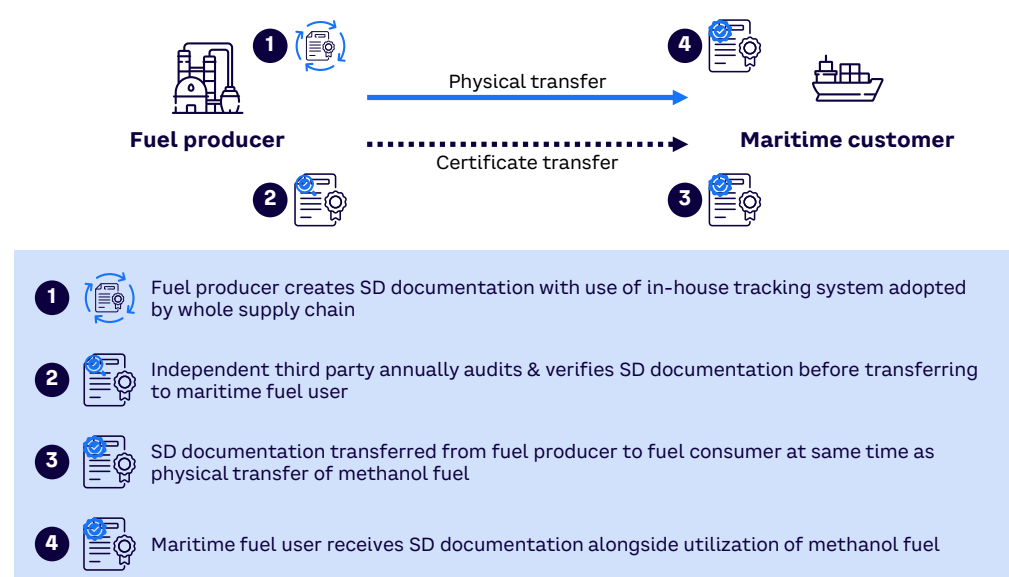 1
4
Physical transfer
Fuel producer
Maritime customer
Certificate transfer
2
3
1
Fuel producer creates SD documentation with use of in-house tracking system adopted
by whole supply chain
2
Independent third party annually audits & verifies SD documentation before transferring
to maritime fuel user
3
SD documentation transferred from fuel producer to fuel consumer at same time as
physical transfer of methanol fuel
4
Maritime fuel user receives SD documentation alongside utilization of methanol fuel